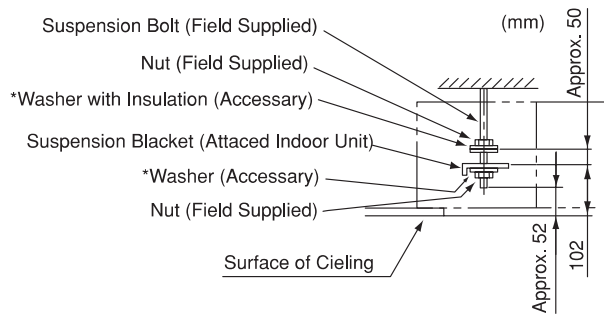 Suspension Bolt (Field Supplied)
(mm)
Approx. 50
Nut (Field Supplied)
*Washer with Insulation (Accessary)
Suspension Blacket (Attaced Indoor Unit)
*Washer (Accessary)
Nut (Field Supplied)
Surface of Cieling
Approx. 52
102